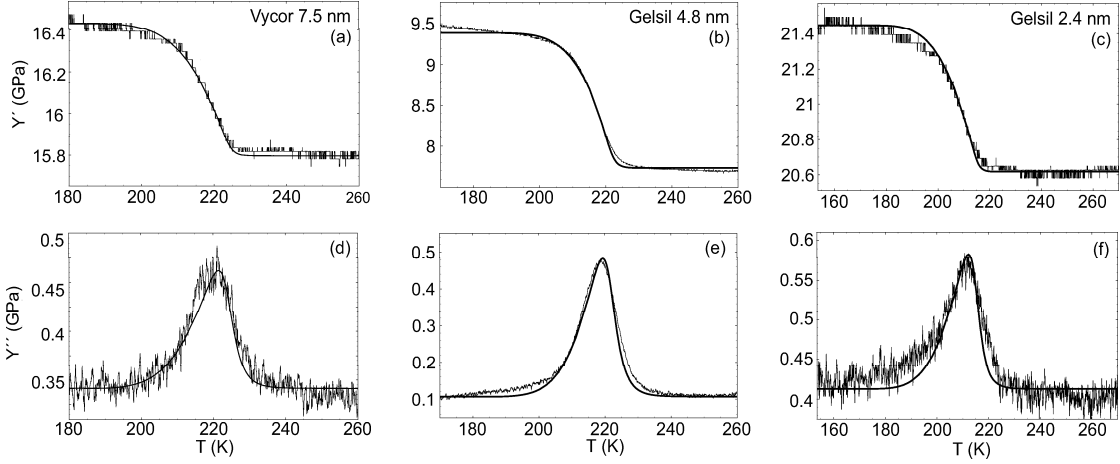 Vycor 7.5 nm
(a)
16.4
16.2
16
15.8
Y´ (GPa)
180 200 220 240 260
Gelsil 4.8 nm
(b)
9.5
9
8.5
8
180 200 220 240 260
Gelsil 2.4 nm
(c)
21.4
21.2
21
20.8
20.6
160 180 200 220 240 260
(d)
0.5
0.45
0.4
0.35
Y´´ (GPa)
180 200 220 240 260
T (K)
(e)
0.5
0.4
0.3
0.2
0.1
180 200 220 240 260
T (K)
(f)
0.6
0.55
0.5
0.45
0.4
160 180 200 220 240 260
T (K)